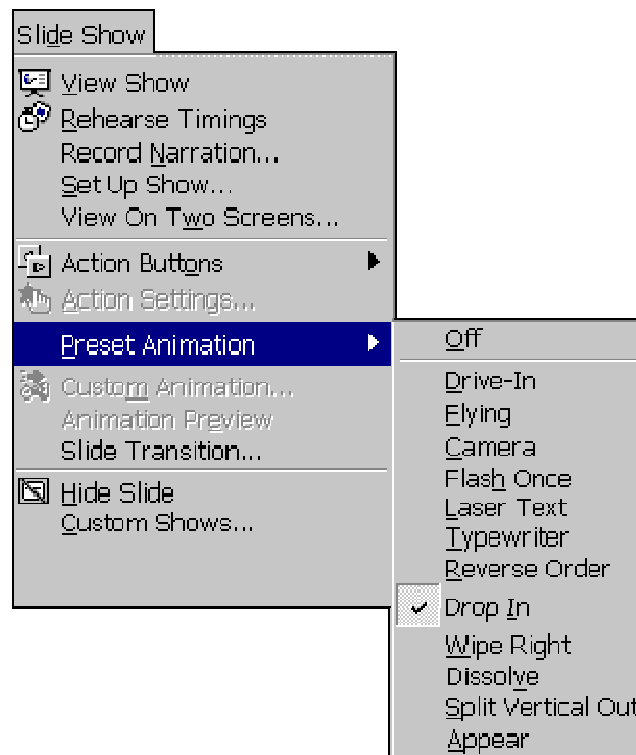 Slide Show
View Show
Rehearse Timings
Record Narration...
Set Up Show...
View On Two Screens...
Action Buttons
Action Settings...
Preset Animation
Custom Animation...
Animation Preview
Slide Transition...
Hide Slide
Custom Shows...
Off
Drive-In
Flying
Camera
Flash Once
Laser Text
Typewriter
Reverse Order
Drop In
Wipe Right
Dissolve
Split Vertical Out
Appear